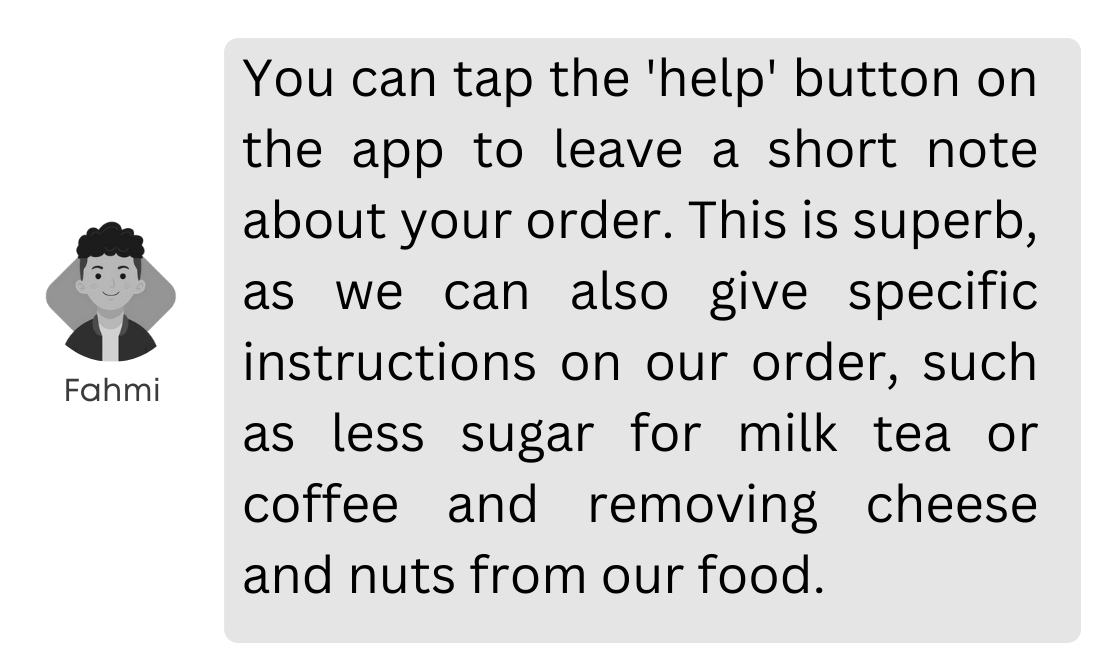 You can tap the 'help' button on
the app to leave a short note
about your order. This is superb,
as we can also give specific
instructions on our order, such
as less sugar for milk tea or
coffee and removing cheese
and nuts from our food.
Fahmi